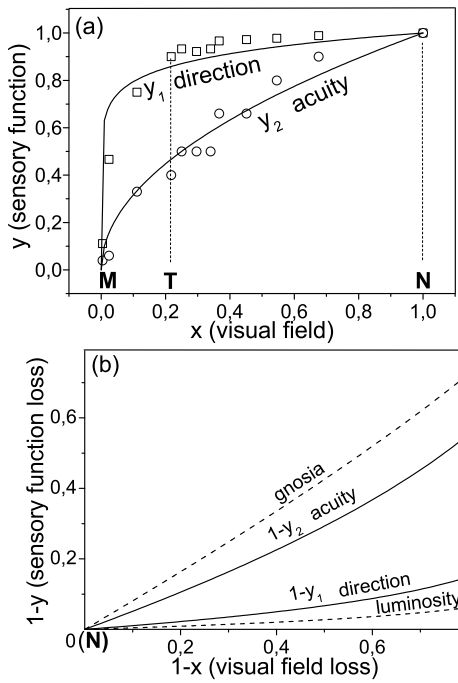 (a)
1,0
0,8
0,6
0,4
0,2
0,0
y (sensory function)
y1 direction
y2 acuity
M
T
N
0,0 0,2 0,4 0,6 0,8 1,0
x (visual field)
(b)
0,6
0,4
0,2
0
1-y (sensory function loss)
gnosia
1-y2 acuity
1-y1 direction
luminosity
(N)
0,2 0,4 0,6
1-x (visual field loss)